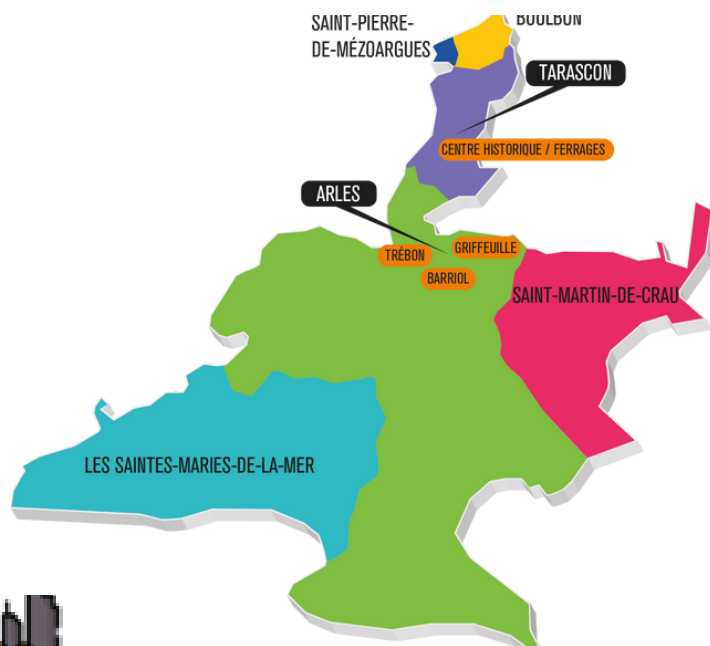 SAINT-PIERRE-
DE-MÉZOARGUES
BOULBON
TARASCON
CENTRE HISTORIQUE / FERRAGES
ARLES
GRIFFEUILLE
TRÉBON
BARRIOL
SAINT-MARTIN-DE-CRAU
LES SAINTES-MARIES-DE-LA-MER